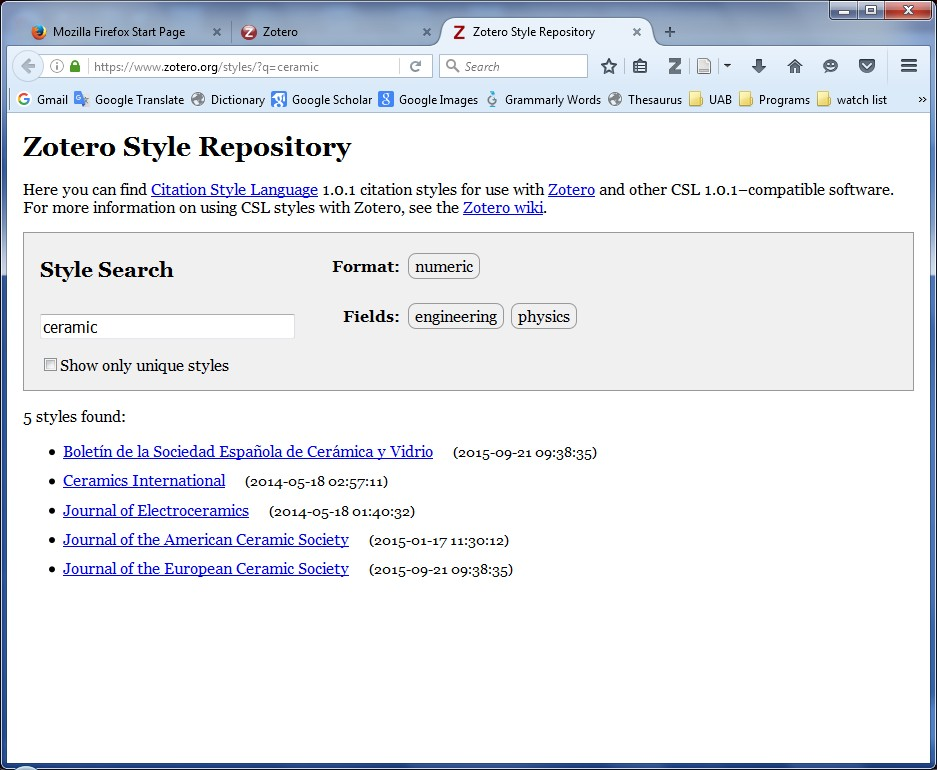 Mozilla Firefox Start Page
Zotero
Zotero Style Repository
https://www.zotero.org/styles/?q=ceramic
Search
Gmail Google Translate Dictionary Google Scholar Google Images Grammarly Words Thesaurus UAB Programs watch list »
Zotero Style Repository
Here you can find Citation Style Language 1.0.1 citation styles for use with Zotero and other CSL 1.0.1–compatible software.
For more information on using CSL styles with Zotero, see the Zotero wiki.
Style Search
ceramic
Show only unique styles
Format: numeric
Fields: engineering physics
5 styles found:
• Boletín de la Sociedad Española de Cerámica y Vidrio (2015-09-21 09:38:35)
• Ceramics International (2014-05-18 02:57:11)
• Journal of Electroceramics (2014-05-18 01:40:32)
• Journal of the American Ceramic Society (2015-01-17 11:30:12)
• Journal of the European Ceramic Society (2015-09-21 09:38:35)